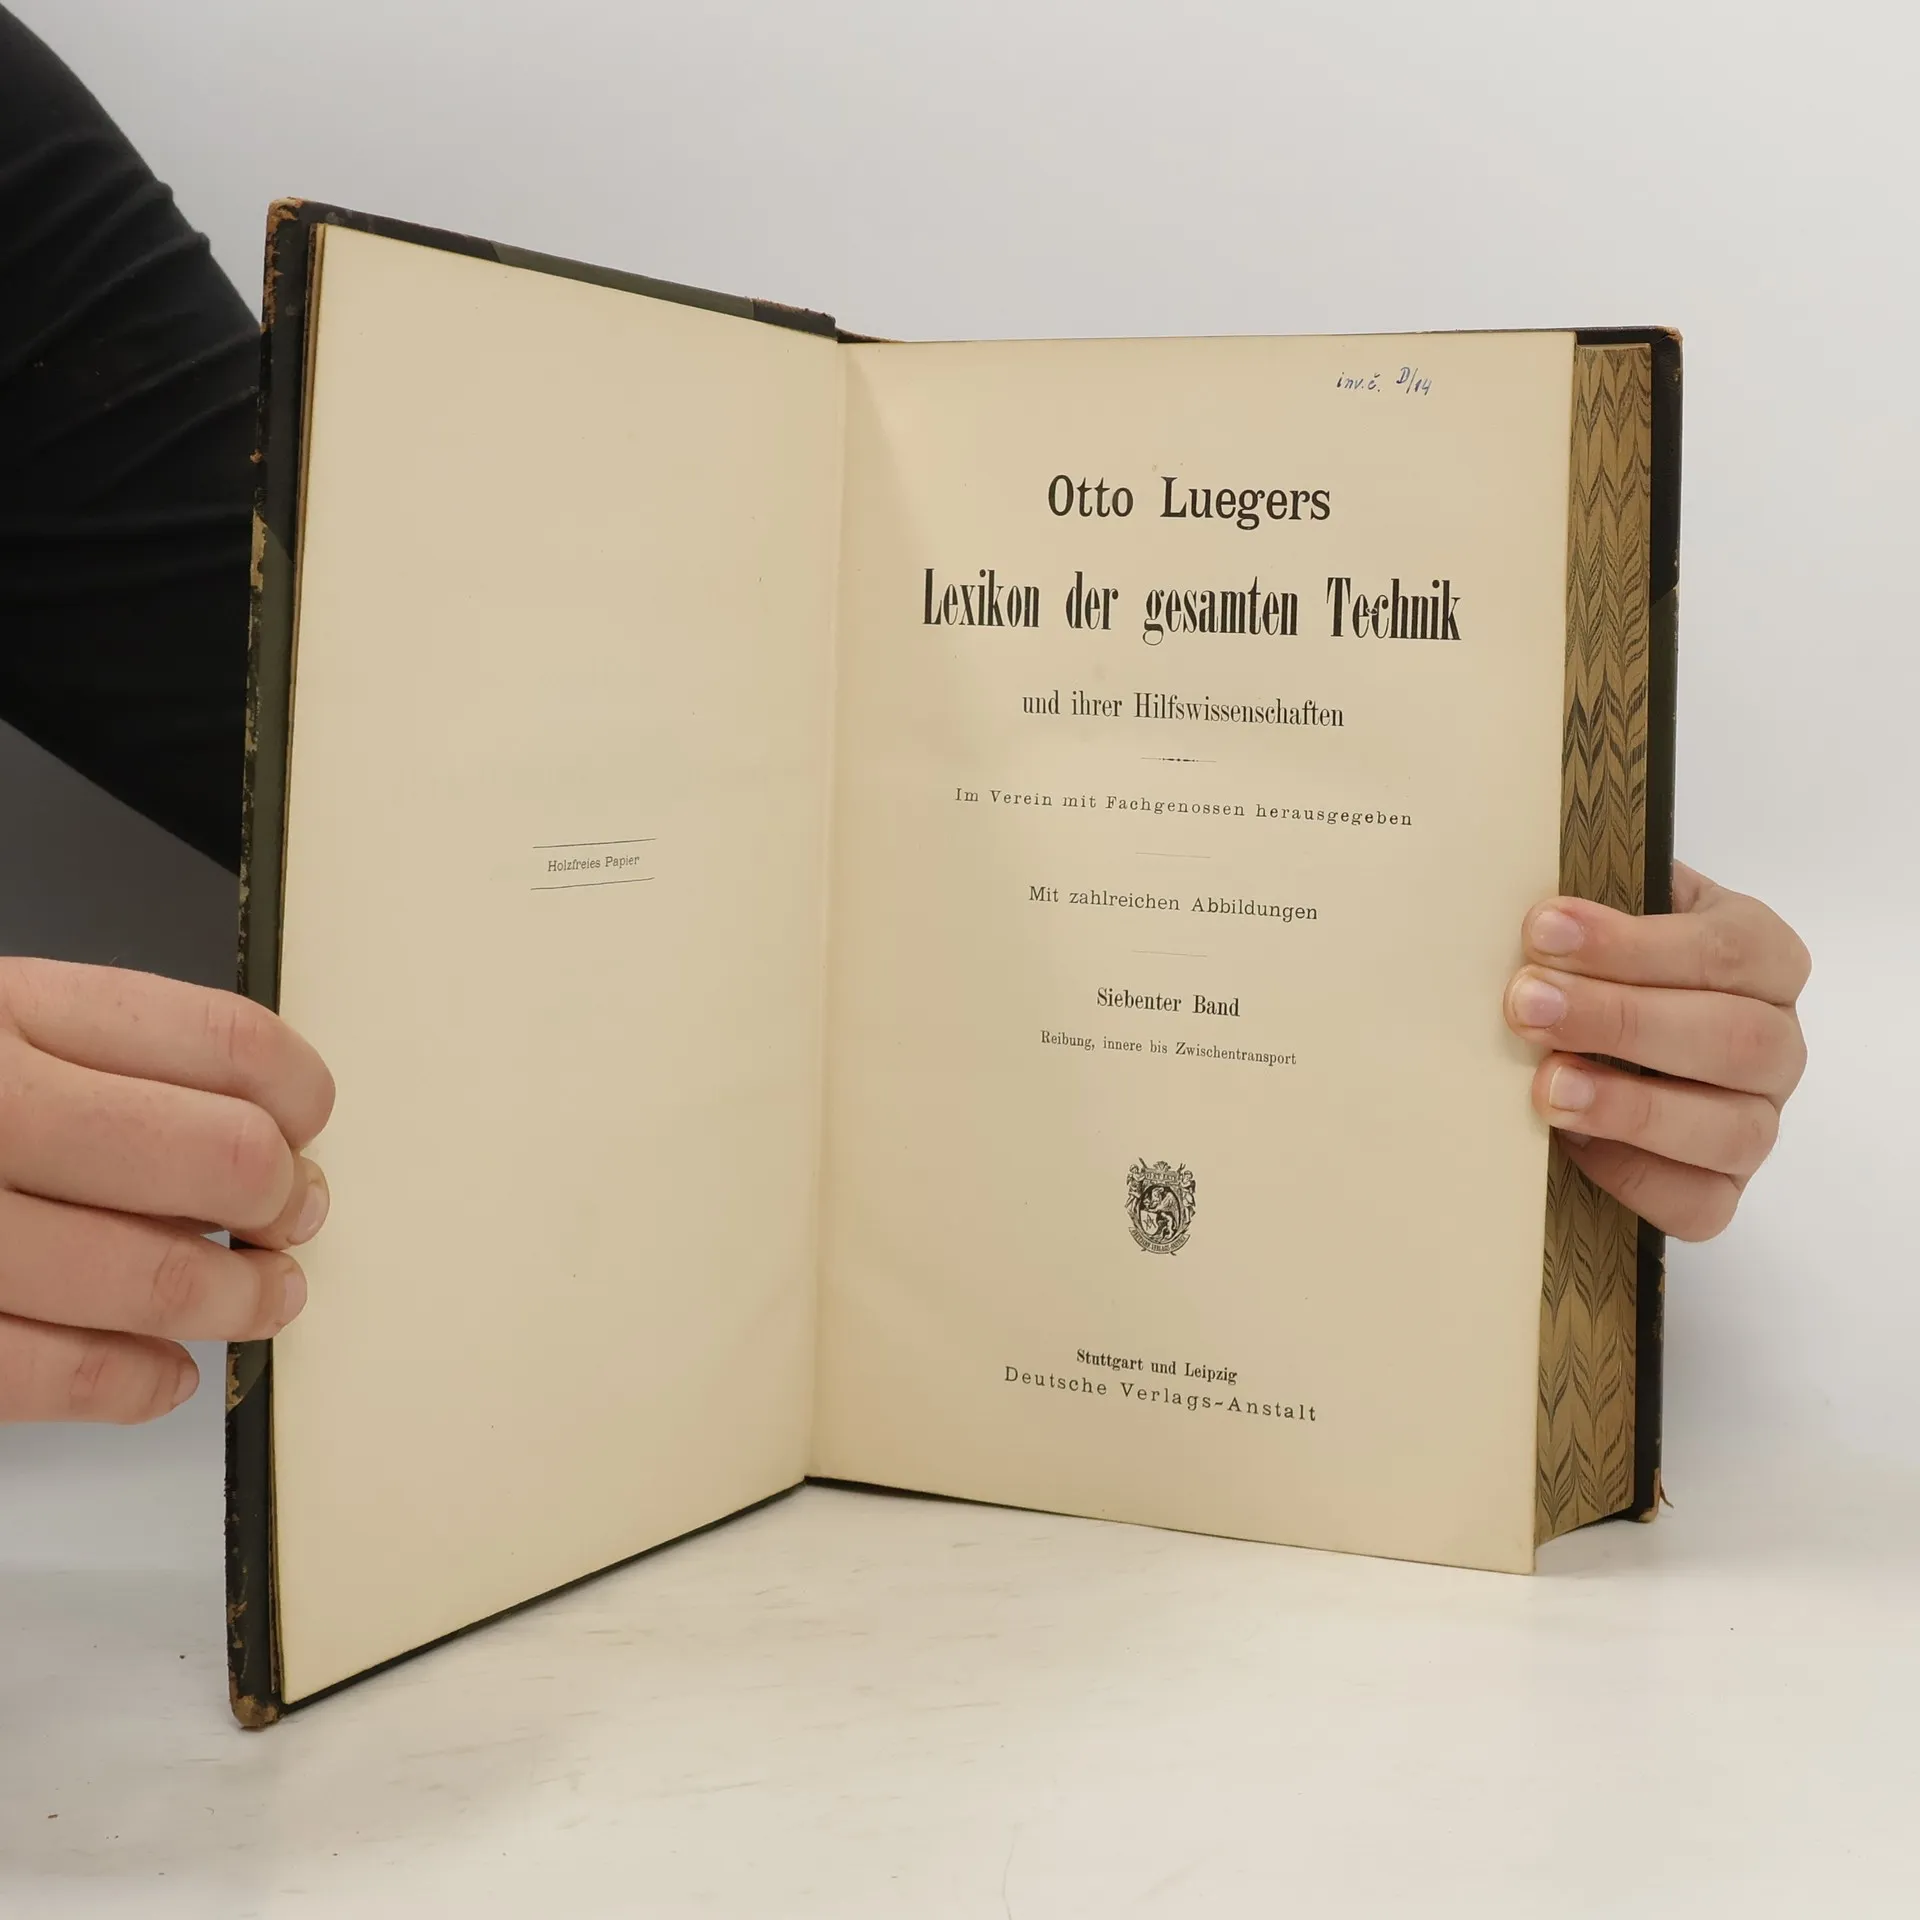 Holzfreies Papier
inv. č. D/14
Otto Luegers
Lexikon der gesamten Technik
und ihrer Hilfswissenschaften
Im Verein mit Fachgenossen herausgegeben
Mit zahlreichen Abbildungen
Siebenter Band
Reibung, innere bis Zwischentransport
Stuttgart und Leipzig
Deutsche Verlags-Anstalt